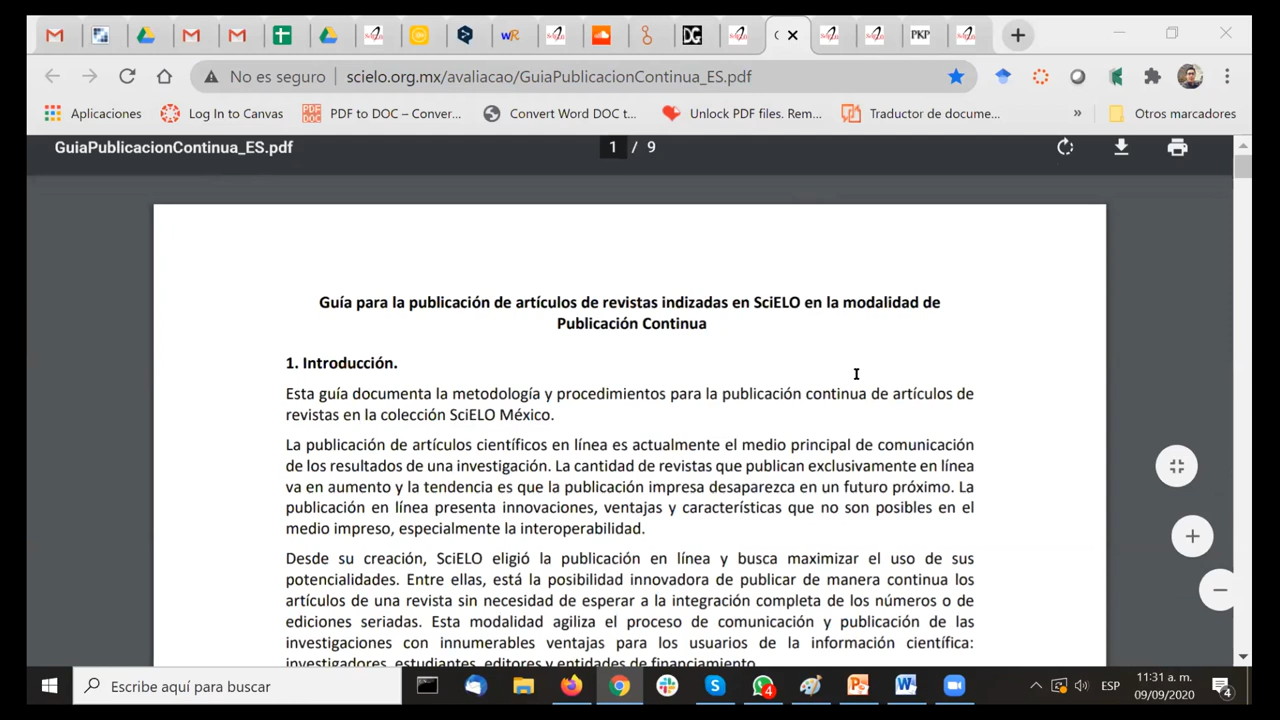 wR
DG
PKP
No es seguro
scielo.org.mx/avaliacao/GuiaPublicacionContinua_ES.pdf
Aplicaciones
Log In to Canvas
PDF to DOC – Conver...
Convert Word DOC t...
Unlock PDF files. Rem...
Traductor de docume...
»
Otros marcadores
GuiaPublicacionContinua_ES.pdf
1 / 9
Guía para la publicación de artículos de revistas indizadas en SciELO en la modalidad de
Publicación Continua
1. Introducción.
Esta guía documenta la metodología y procedimientos para la publicación continua de artículos de
revistas en la colección SciELO México.
La publicación de artículos científicos en línea es actualmente el medio principal de comunicación
de los resultados de una investigación. La cantidad de revistas que publican exclusivamente en línea
va en aumento y la tendencia es que la publicación impresa desaparezca en un futuro próximo. La
publicación en línea presenta innovaciones, ventajas y características que no son posibles en el
medio impreso, especialmente la interoperabilidad.
Desde su creación, SciELO eligió la publicación en línea y busca maximizar el uso de sus
potencialidades. Entre ellas, está la posibilidad innovadora de publicar de manera continua los
artículos de una revista sin necesidad de esperar a la integración completa de los números o de
ediciones seriadas. Esta modalidad agiliza el proceso de comunicación y publicación de las
investigaciones con innumerables ventajas para los usuarios de la información científica:
investigadores, estudiantes, editores y entidades de financiamiento.
Escribe aquí para buscar
4
ESP
11:31 a. m.
09/09/2020
4